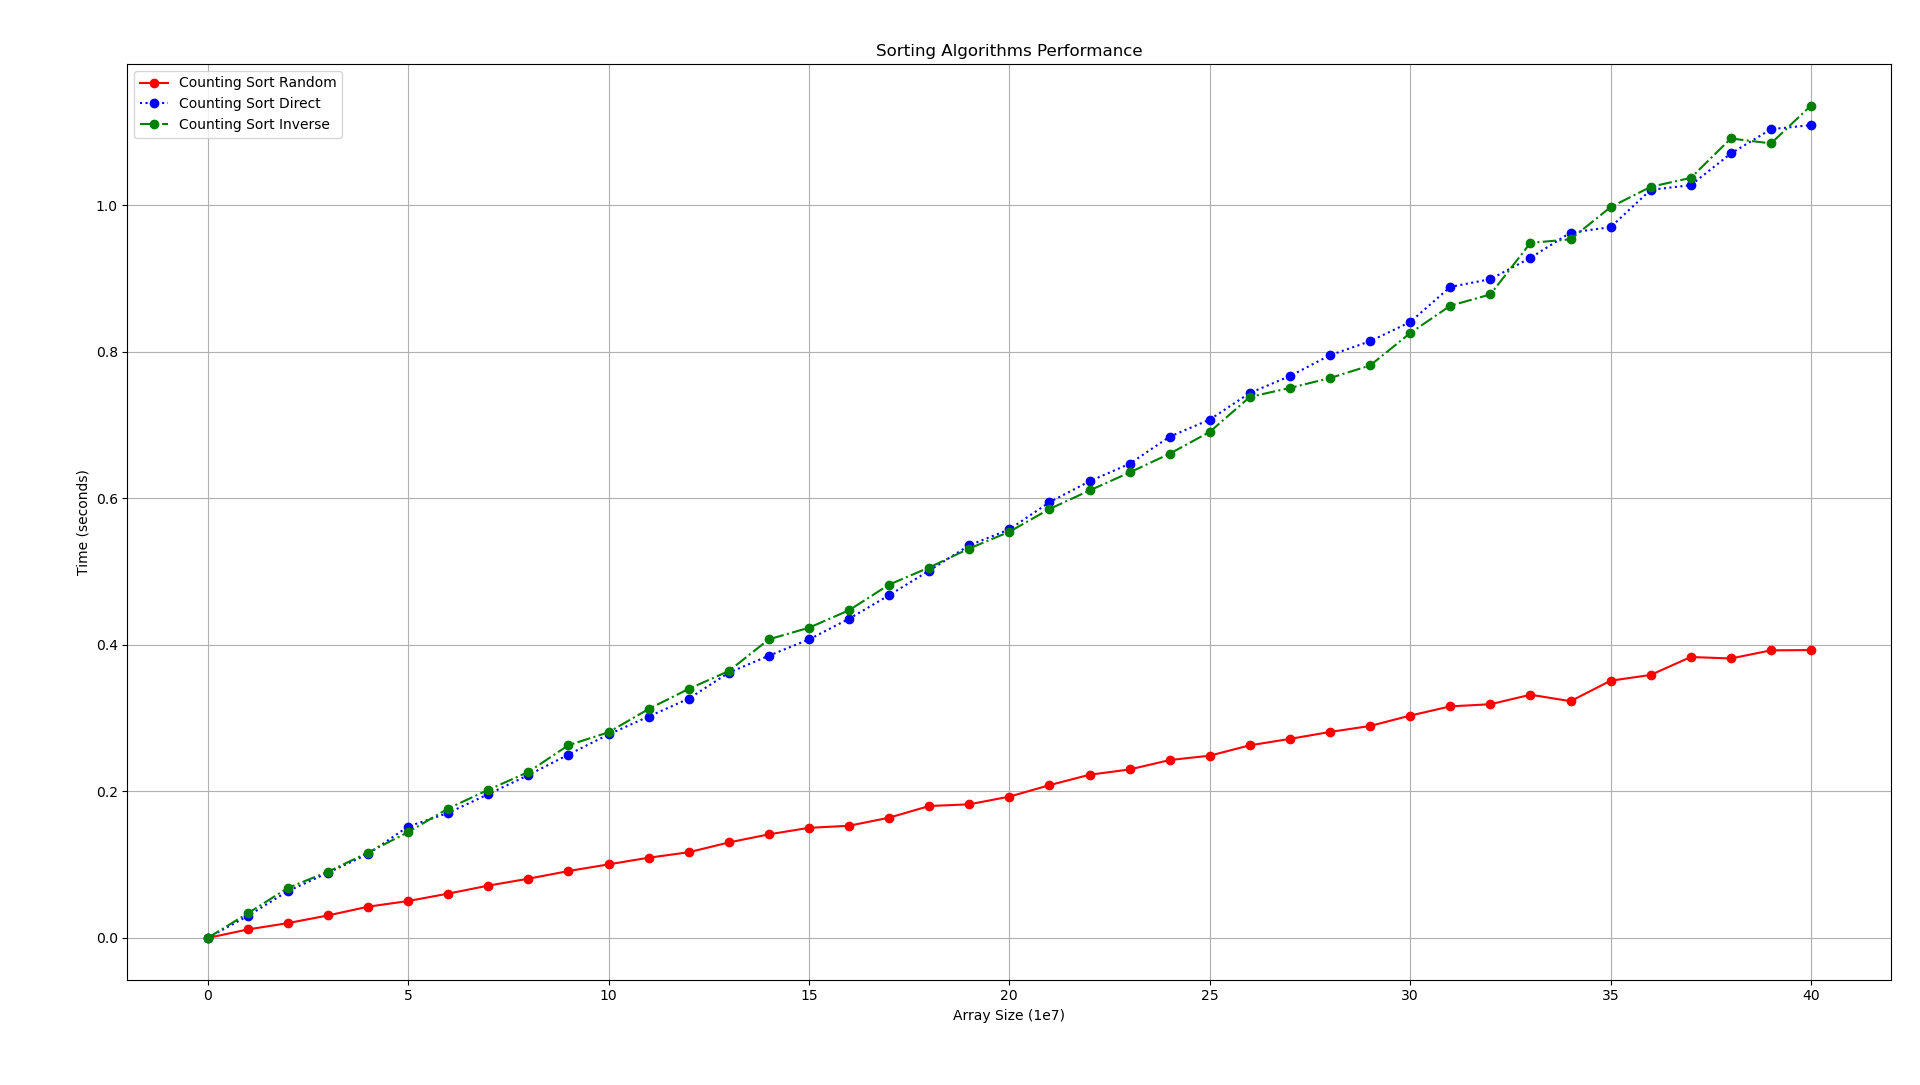 Sorting Algorithms Performance
Counting Sort Random
Counting Sort Direct
Counting Sort Inverse
1.0
0.8
0.6
0.4
0.2
0.0
Time (seconds)
0 5 10 15 20 25 30 35 40
Array Size (1e7)